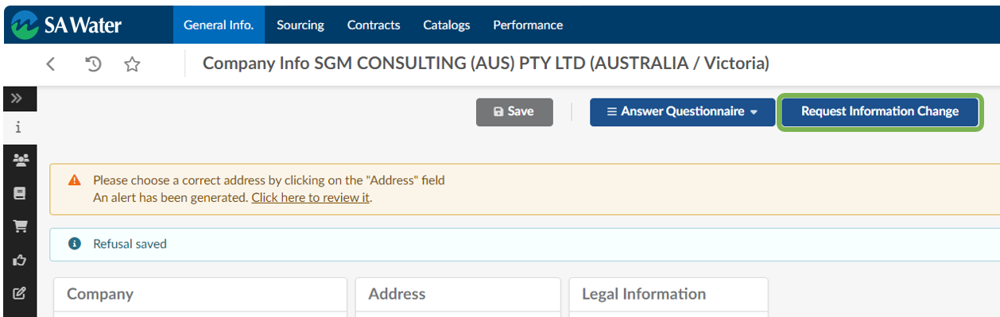 SA Water
General Info.
Sourcing
Contracts
Catalogs
Performance
Company Info SGM CONSULTING (AUS) PTY LTD (AUSTRALIA / Victoria)
Save
Answer Questionnaire
Request Information Change
Please choose a correct address by clicking on the "Address" field
An alert has been generated. Click here to review it.
Refusal saved
Company
Address
Legal Information